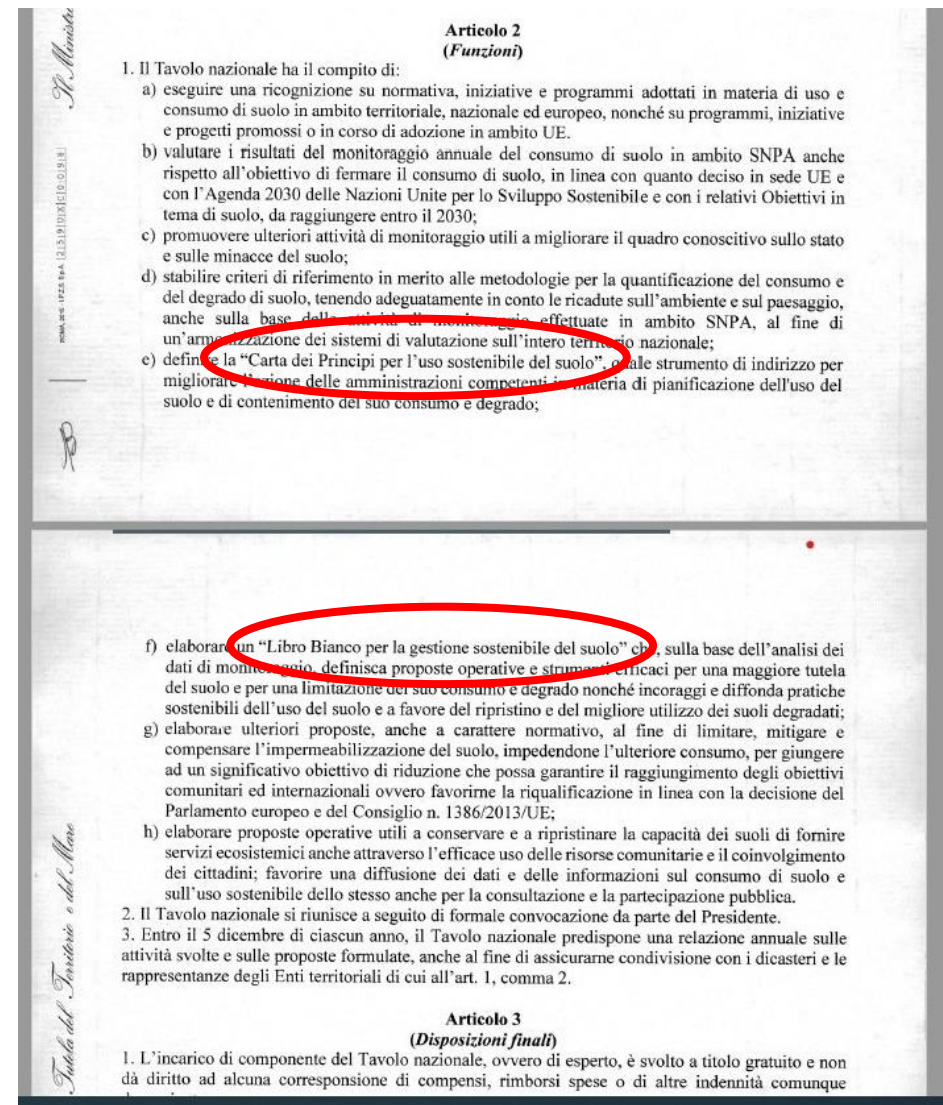 Il Ministro
Articolo 2
(Funzioni)
1. Il Tavolo nazionale ha il compito di:
a) eseguire una ricognizione su normativa, iniziative e programmi adottati in materia di uso e
consumo di suolo in ambito territoriale, nazionale ed europeo, nonché su programmi, iniziative
e progetti promossi o in corso di adozione in ambito UE.
b) valutare i risultati del monitoraggio annuale del consumo di suolo in ambito SNPA anche
rispetto all'obiettivo di fermare il consumo di suolo, in linea con quanto deciso in sede UE e
con l'Agenda 2030 delle Nazioni Unite per lo Sviluppo Sostenibile e con i relativi Obiettivi in
tema di suolo, da raggiungere entro il 2030;
c) promuovere ulteriori attività di monitoraggio utili a migliorare il quadro conoscitivo sullo stato
e sulle minacce del suolo;
d) stabilire criteri di riferimento in merito alle metodologie per la quantificazione del consumo e
del degrado di suolo, tenendo adeguatamente in conto le ricadute sull'ambiente e sul paesaggio,
anche sulla base delle attività di monitoraggio effettuate in ambito SNPA, al fine di
un'armonizzazione dei sistemi di valutazione sull'intero territorio nazionale;
e) definire la "Carta dei Principi per l'uso sostenibile del suolo", quale strumento di indirizzo per
migliorare l'azione delle amministrazioni competenti in materia di pianificazione dell'uso del
suolo e di contenimento del suo consumo e degrado;
f) elaborare un "Libro Bianco per la gestione sostenibile del suolo" che, sulla base dell'analisi dei
dati di monitoraggio, definisca proposte operative e strumenti efficaci per una maggiore tutela
del suolo e per una limitazione del suo consumo e degrado nonché incoraggi e diffonda pratiche
sostenibili dell'uso del suolo e a favore del ripristino e del migliore utilizzo dei suoli degradati;
g) elaborare ulteriori proposte, anche a carattere normativo, al fine di limitare, mitigare e
compensare l'impermeabilizzazione del suolo, impedendone l'ulteriore consumo, per giungere
ad un significativo obiettivo di riduzione che possa garantire il raggiungimento degli obiettivi
comunitari ed internazionali ovvero favorirne la riqualificazione in linea con la decisione del
Parlamento europeo e del Consiglio n. 1386/2013/UE;
h) elaborare proposte operative utili a conservare e a ripristinare la capacità dei suoli di fornire
servizi ecosistemici anche attraverso l'efficace uso delle risorse comunitarie e il coinvolgimento
dei cittadini; favorire una diffusione dei dati e delle informazioni sul consumo di suolo e
sull'uso sostenibile dello stesso anche per la consultazione e la partecipazione pubblica.
2. Il Tavolo nazionale si riunisce a seguito di formale convocazione da parte del Presidente.
3. Entro il 5 dicembre di ciascun anno, il Tavolo nazionale predispone una relazione annuale sulle
attività svolte e sulle proposte formulate, anche al fine di assicurarne condivisione con i dicasteri e le
rappresentanze degli Enti territoriali di cui all'art. 1, comma 2.
Tutela del Territorio e del Mare
Articolo 3
(Disposizioni finali)
1. L'incarico di componente del Tavolo nazionale, ovvero di esperto, è svolto a titolo gratuito e non
dà diritto ad alcuna corresponsione di compensi, rimborsi spese o di altre indennità comunque